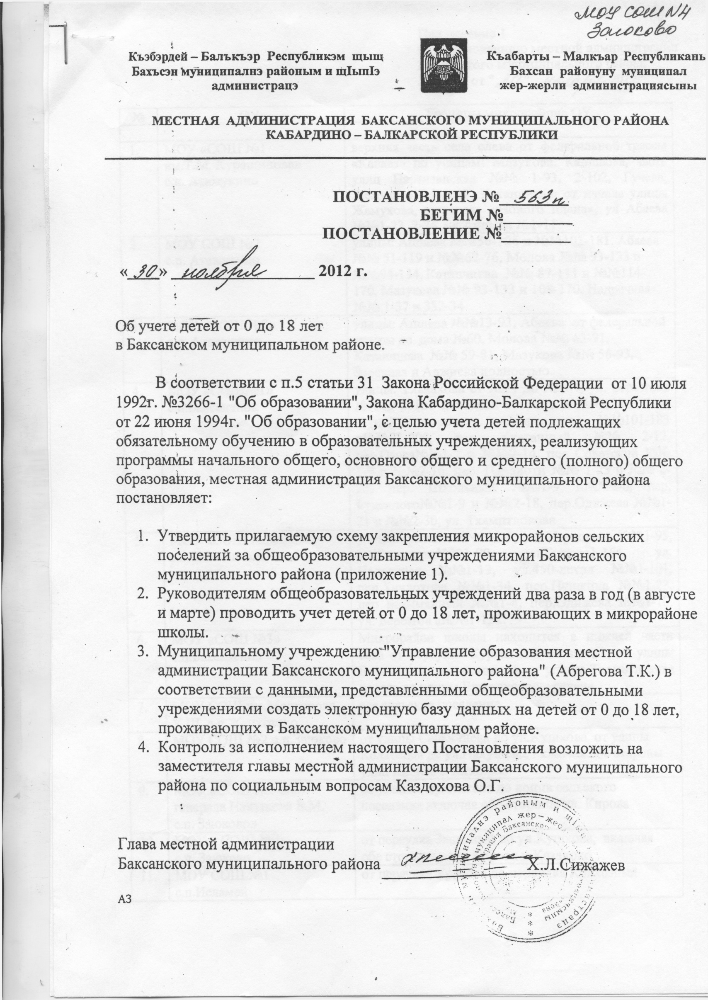 МОУ СОШ №4
Залоково
Къэбэрдей – Балъкъэр Республикэм щыщ
Бахъсэн муниципалнэ районым и щIыпIэ
администрацэ
Къабарты – Малкъар Республикань
Бахсан районуну муниципал
жер-жерли администрациясыны
МЕСТНАЯ АДМИНИСТРАЦИЯ БАКСАНСКОГО МУНИЦИПАЛЬНОГО РАЙОНА
КАБАРДИНО – БАЛКАРСКОЙ РЕСПУБЛИКИ
ПОСТАНОВЛЕНЭ № 563п
БЕГИМ №
ПОСТАНОВЛЕНИЕ №
«30» ноября 2012 г.
Об учете детей от 0 до 18 лет
в Баксанском муниципальном районе.
В соответствии с п.5 статьи 31 Закона Российской Федерации от 10 июля
1992г. №3266-1 "Об образовании", Закона Кабардино-Балкарской Республики
от 22 июня 1994г. "Об образовании", с целью учета детей подлежащих
обязательному обучению в образовательных учреждениях, реализующих
программы начального общего, основного общего и среднего (полного) общего
образования, местная администрация Баксанского муниципального района
постановляет:
1. Утвердить прилагаемую схему закрепления микрорайонов сельских
поселений за общеобразовательными учреждениями Баксанского
муниципального района (приложение 1).
2. Руководителям общеобразовательных учреждений два раза в год (в августе
и марте) проводить учет детей от 0 до 18 лет, проживающих в микрорайоне
школы.
3. Муниципальному учреждению "Управление образования местной
администрации Баксанского муниципального района" (Абрегова Т.К.) в
соответствии с данными, представленными общеобразовательными
учреждениями создать электронную базу данных на детей от 0 до 18 лет,
проживающих в Баксанском муниципальном районе.
4. Контроль за исполнением настоящего Постановления возложить на
заместителя главы местной администрации Баксанского муниципального
района по социальным вопросам Каздохова О.Г.
Глава местной администрации
Баксанского муниципального района Х.Л.Сижажев
АЗ